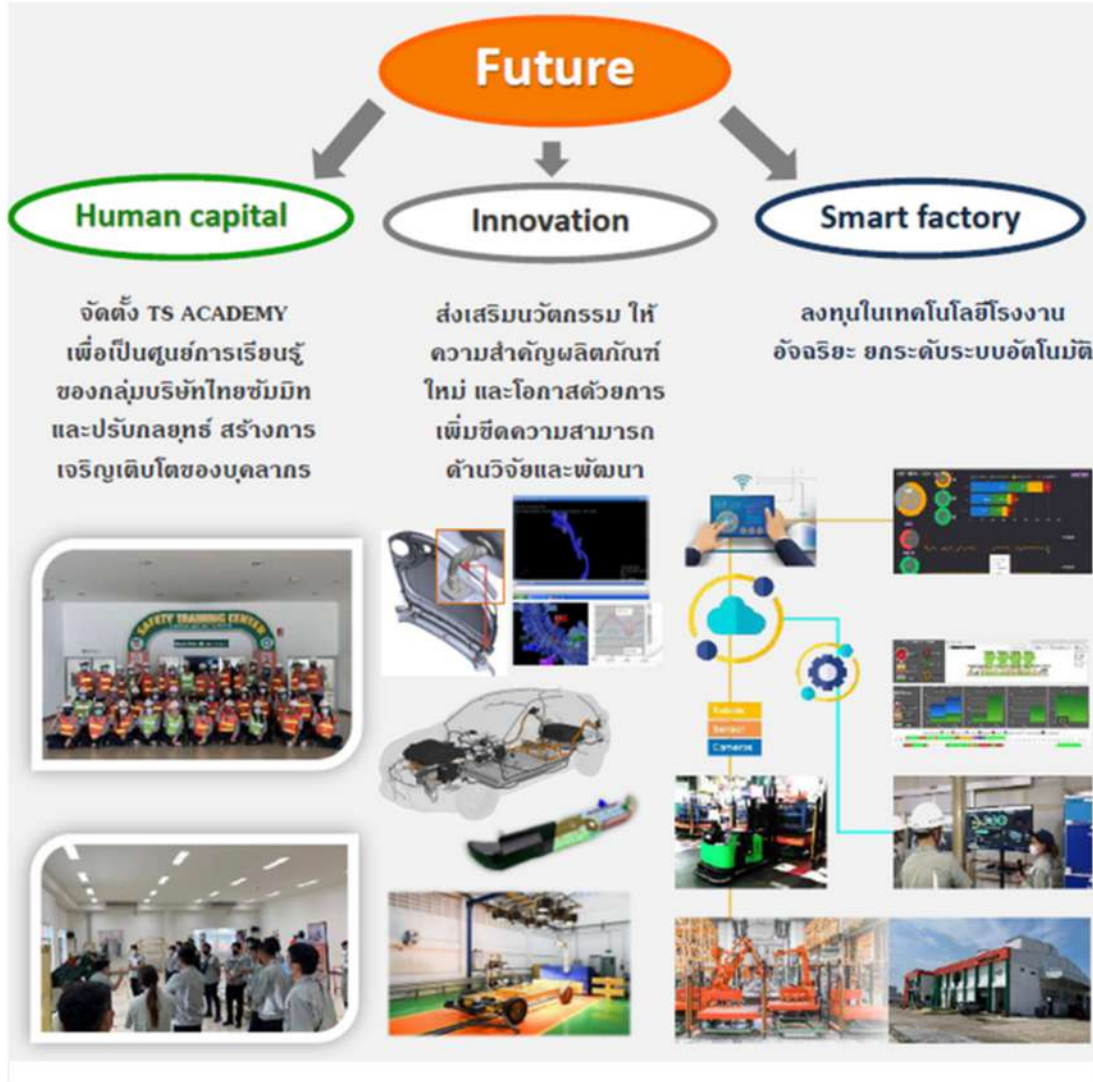 Future
Human capital
Innovation
Smart factory
จัดตั้ง TS ACADEMY
เพื่อเป็นศูนย์การเรียนรู้
ของกลุ่มบริษัทไทยซัมมิท
และปรับกลยุทธ์ สร้างการ
เจริญเติบโตของบุคลากร
ส่งเสริมนวัตกรรม ให้
ความสำคัญผลิตภัณฑ์
ใหม่ และโอกาสด้วยการ
เพิ่มขีดความสามารถ
ด้านวิจัยและพัฒนา
ลงทุนในเทคโนโลยีโรงงาน
อัจฉริยะ ยกระดับระบบอัตโนมัติ
SAFETY TRAINING CENTER
Robots
Sensor
Cameras